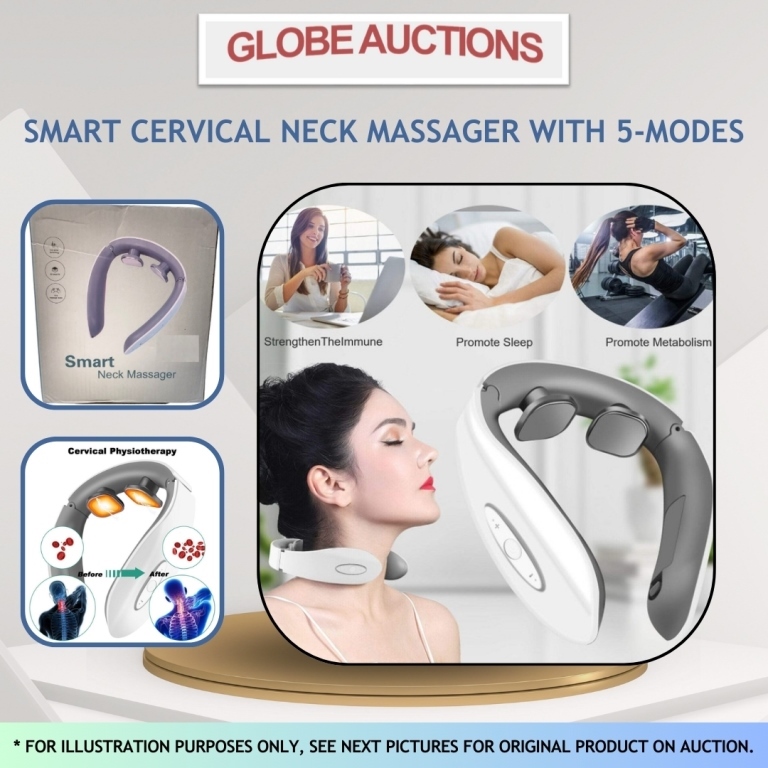 GLOBE AUCTIONS
SMART CERVICAL NECK MASSAGER WITH 5-MODES
Smart
Neck Massager
StrengthenTheImmune
Promote Sleep
Promote Metabolism
Cervical Physiotherapy
Before
After
* FOR ILLUSTRATION PURPOSES ONLY, SEE NEXT PICTURES FOR ORIGINAL PRODUCT ON AUCTION.